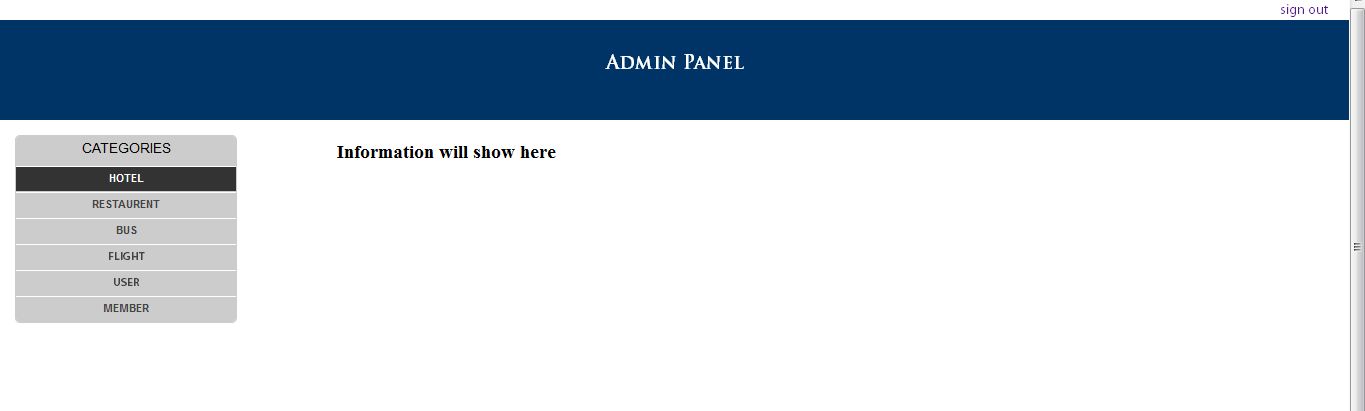 sign out
Admin Panel
CATEGORIES
Information will show here
HOTEL
RESTAURENT
BUS
FLIGHT
USER
MEMBER